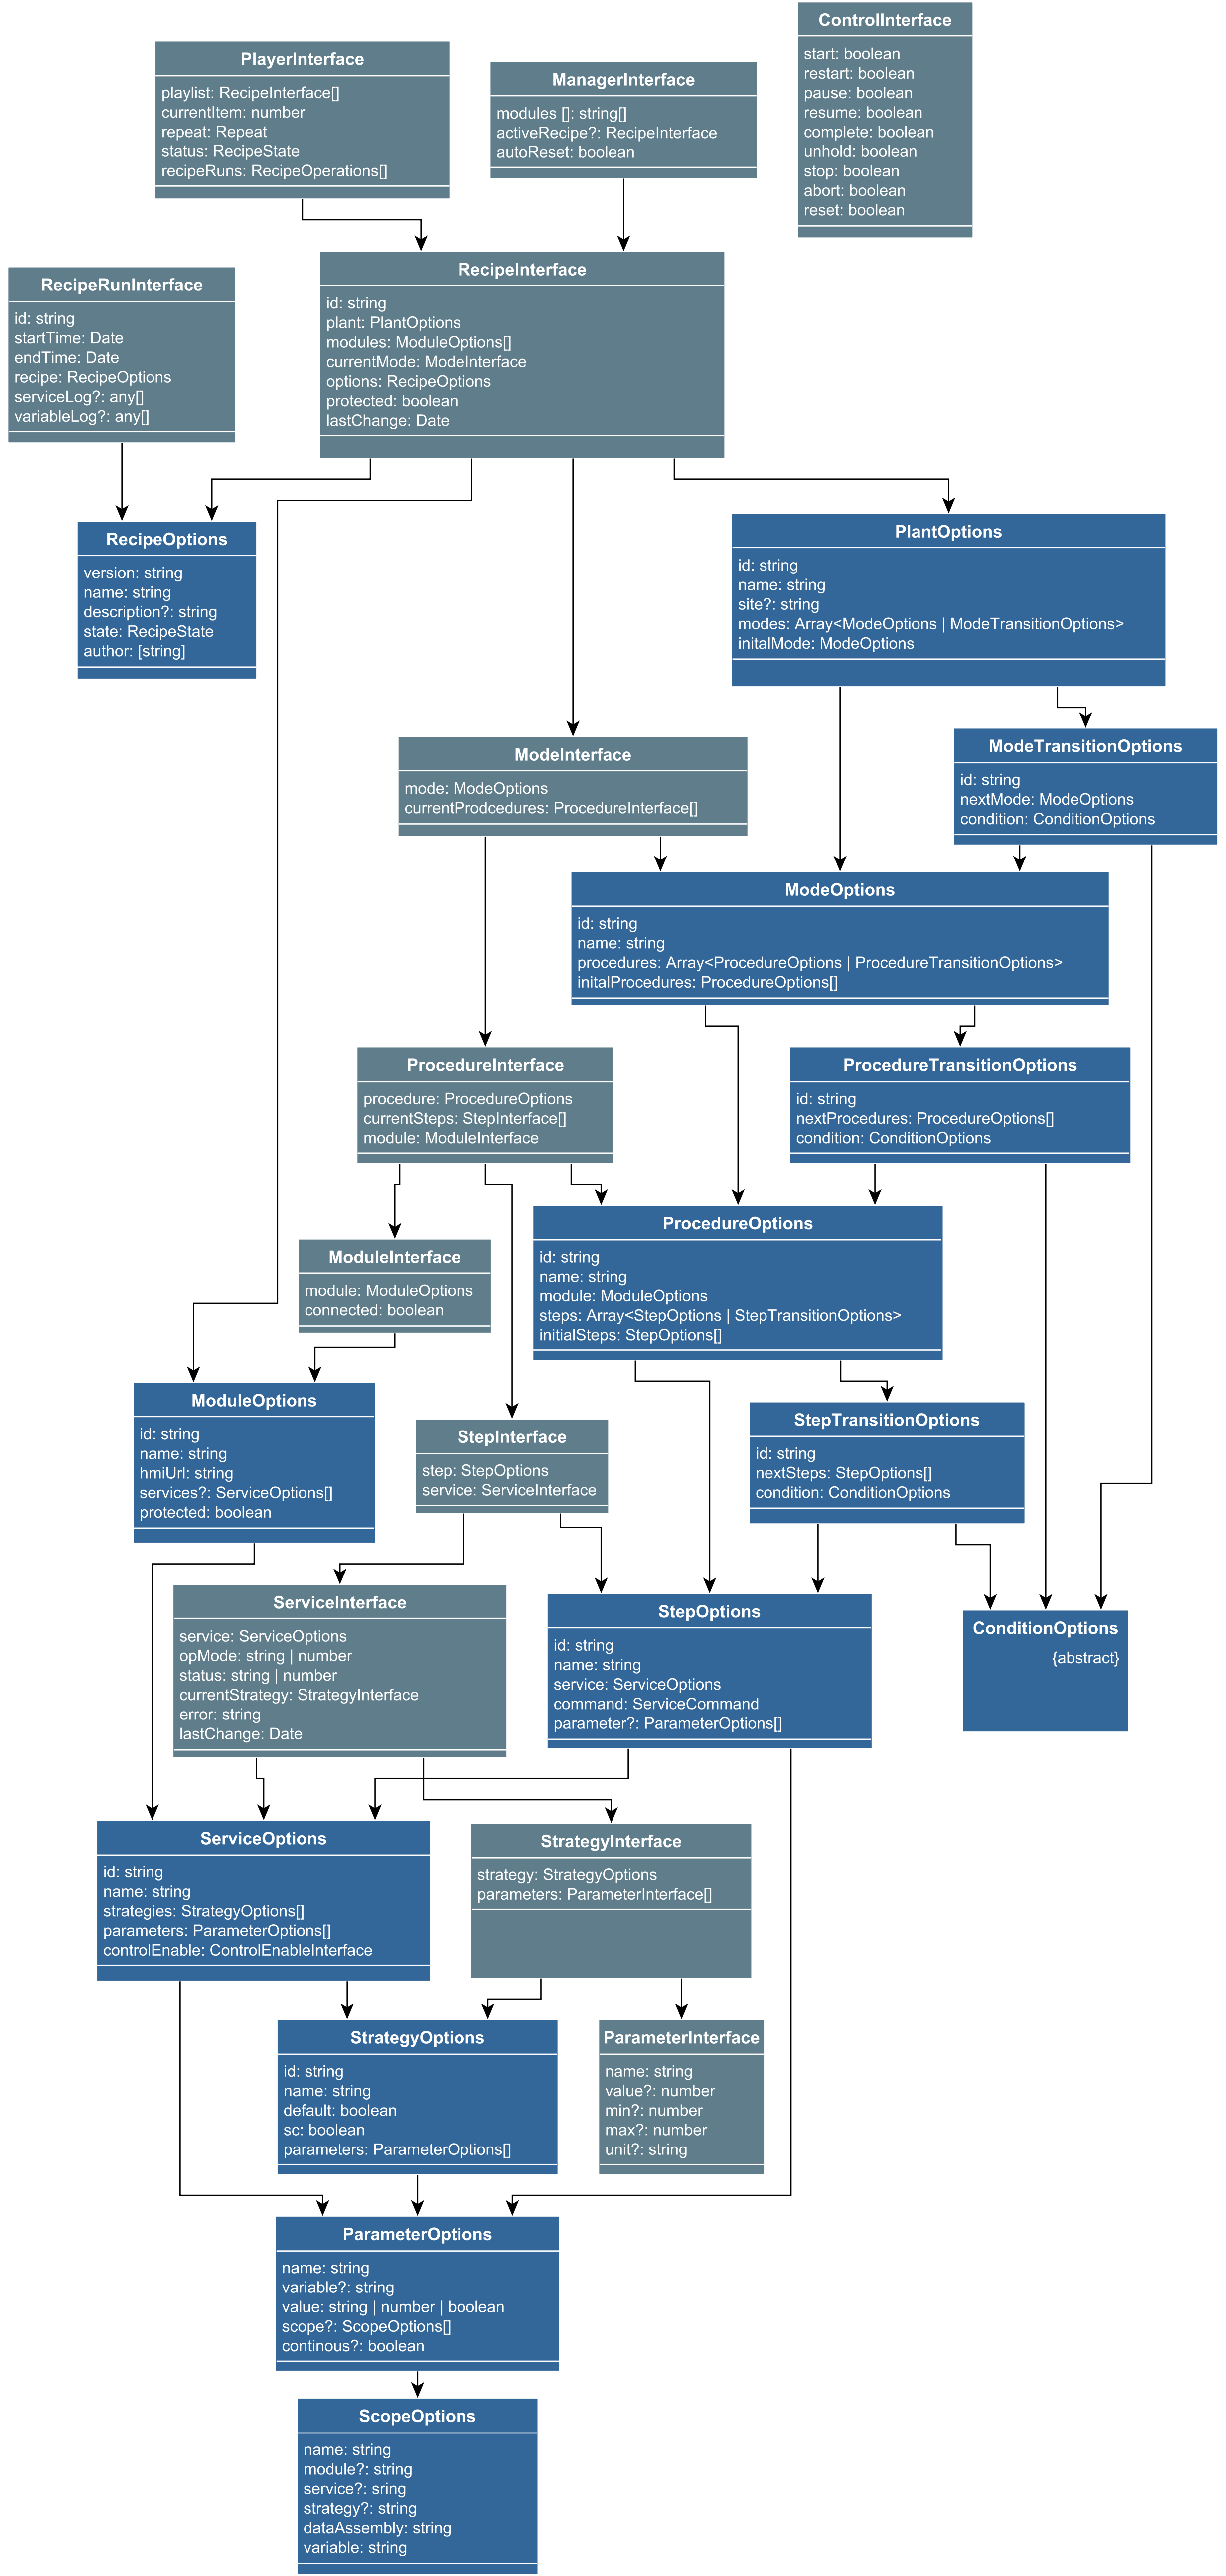 ControlInterface
start: boolean
restart: boolean
pause: boolean
resume: boolean
complete: boolean
unhold: boolean
stop: boolean
abort: boolean
reset: boolean
PlayerInterface
playlist: RecipeInterface[]
currentItem: number
repeat: Repeat
status: RecipeState
recipeRuns: RecipeOperations[]
ManagerInterface
modules []: string[]
activeRecipe?: RecipeInterface
autoReset: boolean
RecipeRunInterface
id: string
startTime: Date
endTime: Date
recipe: RecipeOptions
serviceLog?: any[]
variableLog?: any[]
RecipeInterface
id: string
plant: PlantOptions
modules: ModuleOptions[]
currentMode: ModeInterface
options: RecipeOptions
protected: boolean
lastChange: Date
RecipeOptions
version: string
name: string
description?: string
state: RecipeState
author: [string]
PlantOptions
id: string
name: string
site?: string
modes: Array<ModeOptions | ModeTransitionOptions>
initalMode: ModeOptions
ModeInterface
mode: ModeOptions
currentProdcedures: ProcedureInterface[]
ModeTransitionOptions
id: string
nextMode: ModeOptions
condition: ConditionOptions
ModeOptions
id: string
name: string
procedures: Array<ProcedureOptions | ProcedureTransitionOptions>
initalProcedures: ProcedureOptions[]
ProcedureInterface
procedure: ProcedureOptions
currentSteps: StepInterface[]
module: ModuleInterface
ProcedureTransitionOptions
id: string
nextProcedures: ProcedureOptions[]
condition: ConditionOptions
ModuleInterface
module: ModuleOptions
connected: boolean
ProcedureOptions
id: string
name: string
module: ModuleOptions
steps: Array<StepOptions | StepTransitionOptions>
initialSteps: StepOptions[]
ModuleOptions
id: string
name: string
hmiUrl: string
services?: ServiceOptions[]
protected: boolean
StepInterface
step: StepOptions
service: ServiceInterface
StepTransitionOptions
id: string
nextSteps: StepOptions[]
condition: ConditionOptions
ServiceInterface
service: ServiceOptions
opMode: string | number
status: string | number
currentStrategy: StrategyInterface
error: string
lastChange: Date
StepOptions
id: string
name: string
service: ServiceOptions
command: ServiceCommand
parameter?: ParameterOptions[]
ConditionOptions
{abstract}
ServiceOptions
id: string
name: string
strategies: StrategyOptions[]
parameters: ParameterOptions[]
controlEnable: ControlEnableInterface
StrategyInterface
strategy: StrategyOptions
parameters: ParameterInterface[]
StrategyOptions
id: string
name: string
default: boolean
sc: boolean
parameters: ParameterOptions[]
ParameterInterface
name: string
value?: number
min?: number
max?: number
unit?: string
ParameterOptions
name: string
variable?: string
value: string | number | boolean
scope?: ScopeOptions[]
continous?: boolean
ScopeOptions
name: string
module?: string
service?: sring
strategy?: string
dataAssembly: string
variable: string